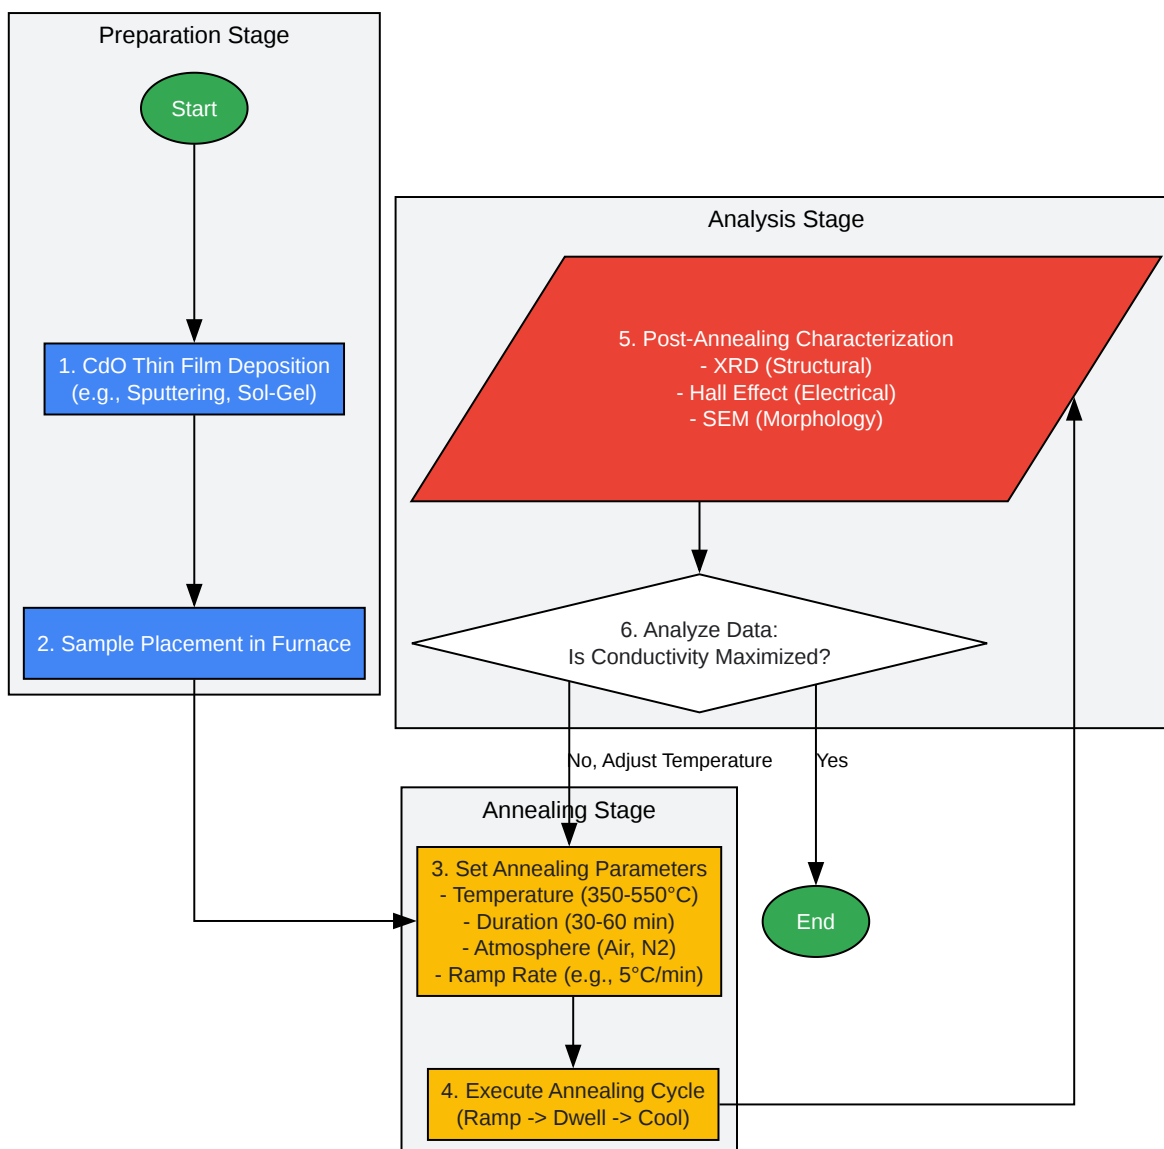 Preparation Stage
Start
1. CdO Thin Film Deposition
(e.g., Sputtering, Sol-Gel)
2. Sample Placement in Furnace
Analysis Stage
5. Post-Annealing Characterization
- XRD (Structural)
- Hall Effect (Electrical)
- SEM (Morphology)
6. Analyze Data:
Is Conductivity Maximized?
No, Adjust Temperature
Yes
Annealing Stage
3. Set Annealing Parameters
- Temperature (350-550°C)
- Duration (30-60 min)
- Atmosphere (Air, N2)
- Ramp Rate (e.g., 5°C/min)
End
4. Execute Annealing Cycle
(Ramp -> Dwell -> Cool)